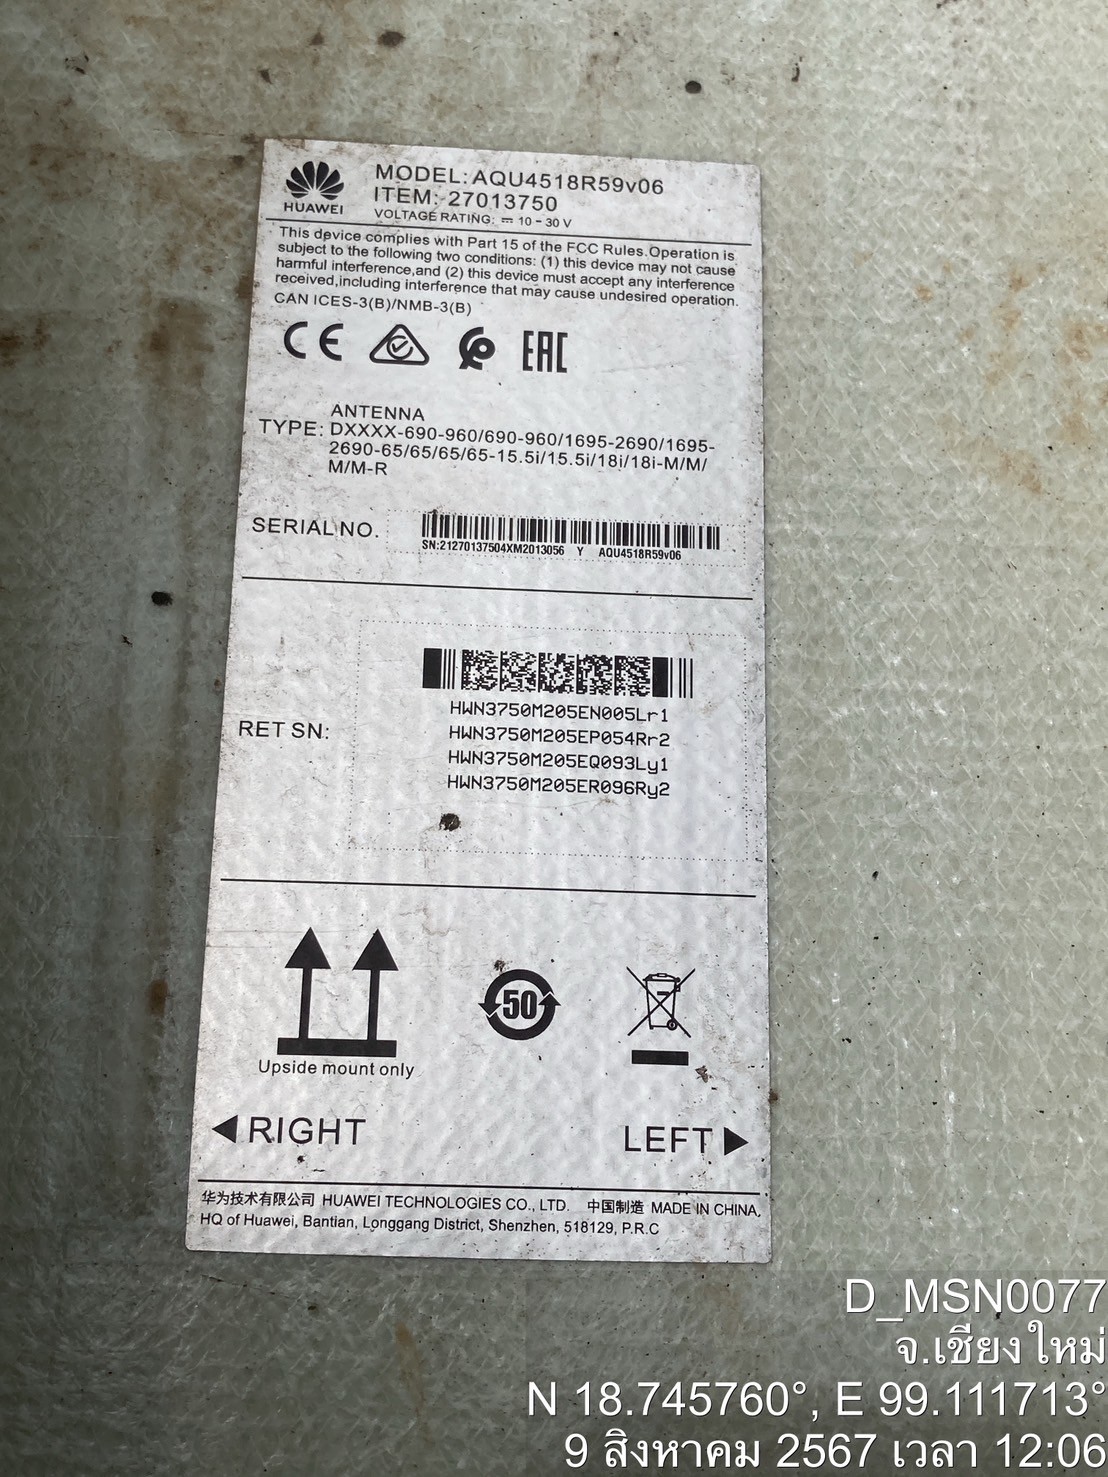 HUAWEI
MODEL: AQU4518R59v06
ITEM: 27013750
VOLTAGE RATING: ⎓ 10 - 30 V
This device complies with Part 15 of the FCC Rules.Operation is
subject to the following two conditions: (1) this device may not cause
harmful interference,and (2) this device must accept any interference
received,including interference that may cause undesired operation.
CAN ICES-3(B)/NMB-3(B)
CE
EAC
TYPE:
ANTENNA
DXXXX-690-960/690-960/1695-2690/1695-
2690-65/65/65/65-15.5i/15.5i/18i/18i-M/M/
M/M-R
SERIAL NO.
SN:21270137504XM2013056 Y AQU4518R59v06
RET SN:
HWN3750M205EN005Lr1
HWN3750M205EP054Rr2
HWN3750M205EQ093Ly1
HWN3750M205ER096Ry2
50
Upside mount only
RIGHT
LEFT
华为技术有限公司 HUAWEI TECHNOLOGIES CO., LTD. 中国制造 MADE IN CHINA,
HQ of Huawei, Bantian, Longgang District, Shenzhen, 518129, P.R.C
D_MSN0077
จ.เชียงใหม่
N 18.745760°, E 99.111713°
9 สิงหาคม 2567 เวลา 12:06